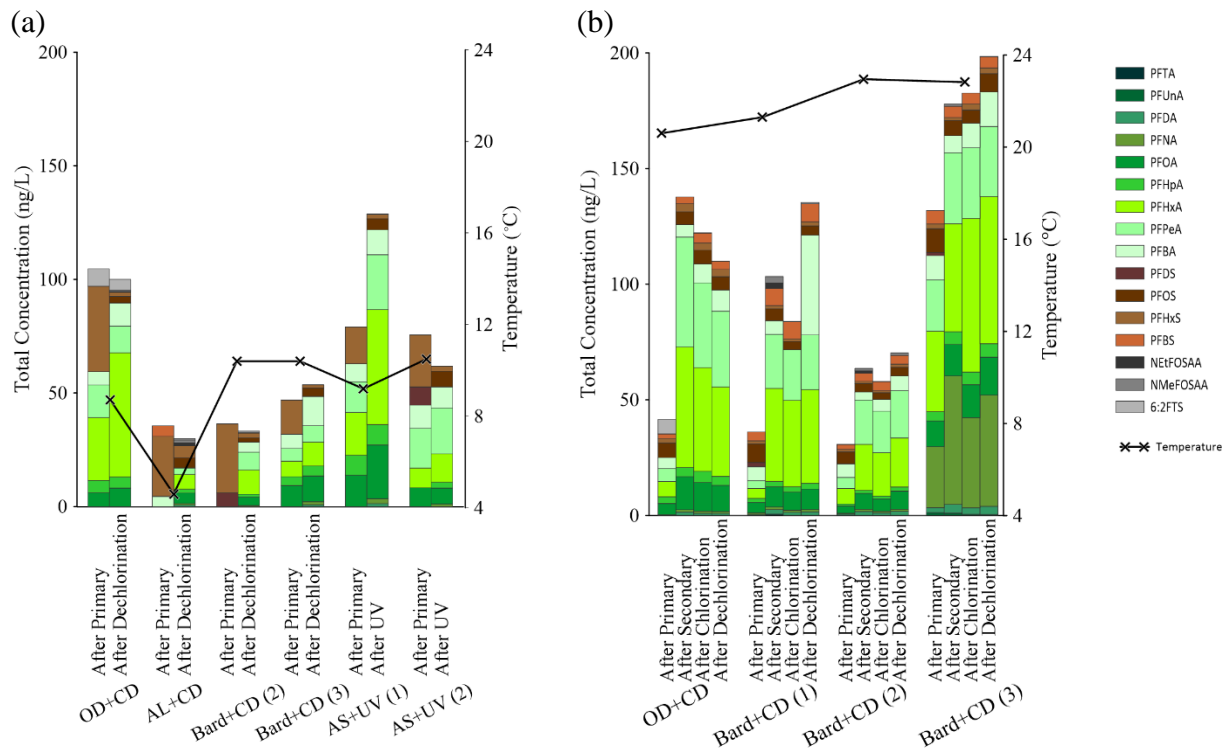 (a)
(b)
200
150
100
50
0
Total Concentration (ng/L)
24
20
16
12
8
4
Temperature (°C)
After Primary
After Dechlorination
After Primary
After Dechlorination
After Primary
After Dechlorination
After Primary
After Dechlorination
After Primary
After UV
After Primary
After UV
OD+CD
AL+CD
Bard+CD (2)
Bard+CD (3)
AS+UV (1)
AS+UV (2)
200
150
100
50
0
Total Concentration (ng/L)
24
20
16
12
8
4
Temperature (°C)
After Primary
After Secondary
After Chlorination
After Dechlorination
After Primary
After Secondary
After Chlorination
After Dechlorination
After Primary
After Secondary
After Chlorination
After Dechlorination
After Primary
After Secondary
After Chlorination
After Dechlorination
OD+CD
Bard+CD (1)
Bard+CD (2)
Bard+CD (3)
PFTA
PFUnA
PFDA
PFNA
PFOA
PFHpA
PFHxA
PFPeA
PFBA
PFDS
PFOS
PFHxS
PFBS
NEtFOSAA
NMeFOSAA
6:2FTS
Temperature